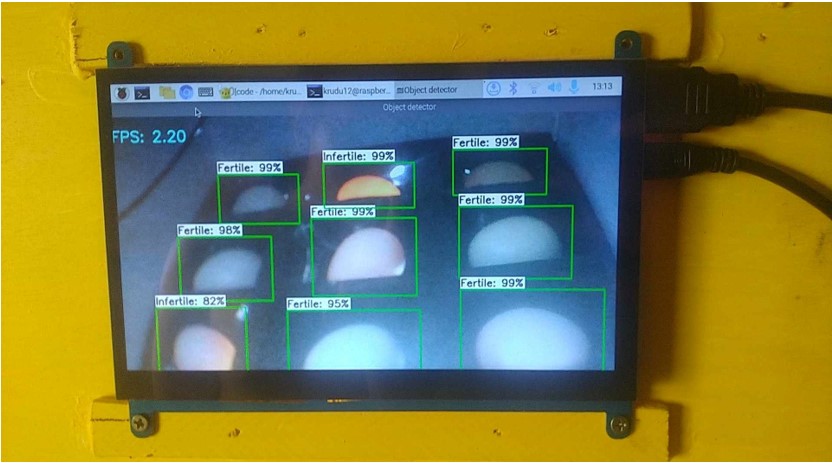 code - /home/kru...
krudu12@raspber...
Object detector
13:13
Object detector
FPS: 2.20
Fertile: 99%
Infertile: 99%
Fertile: 99%
Fertile: 98%
Fertile: 99%
Fertile: 99%
Infertile: 82%
Fertile: 95%
Fertile: 99%